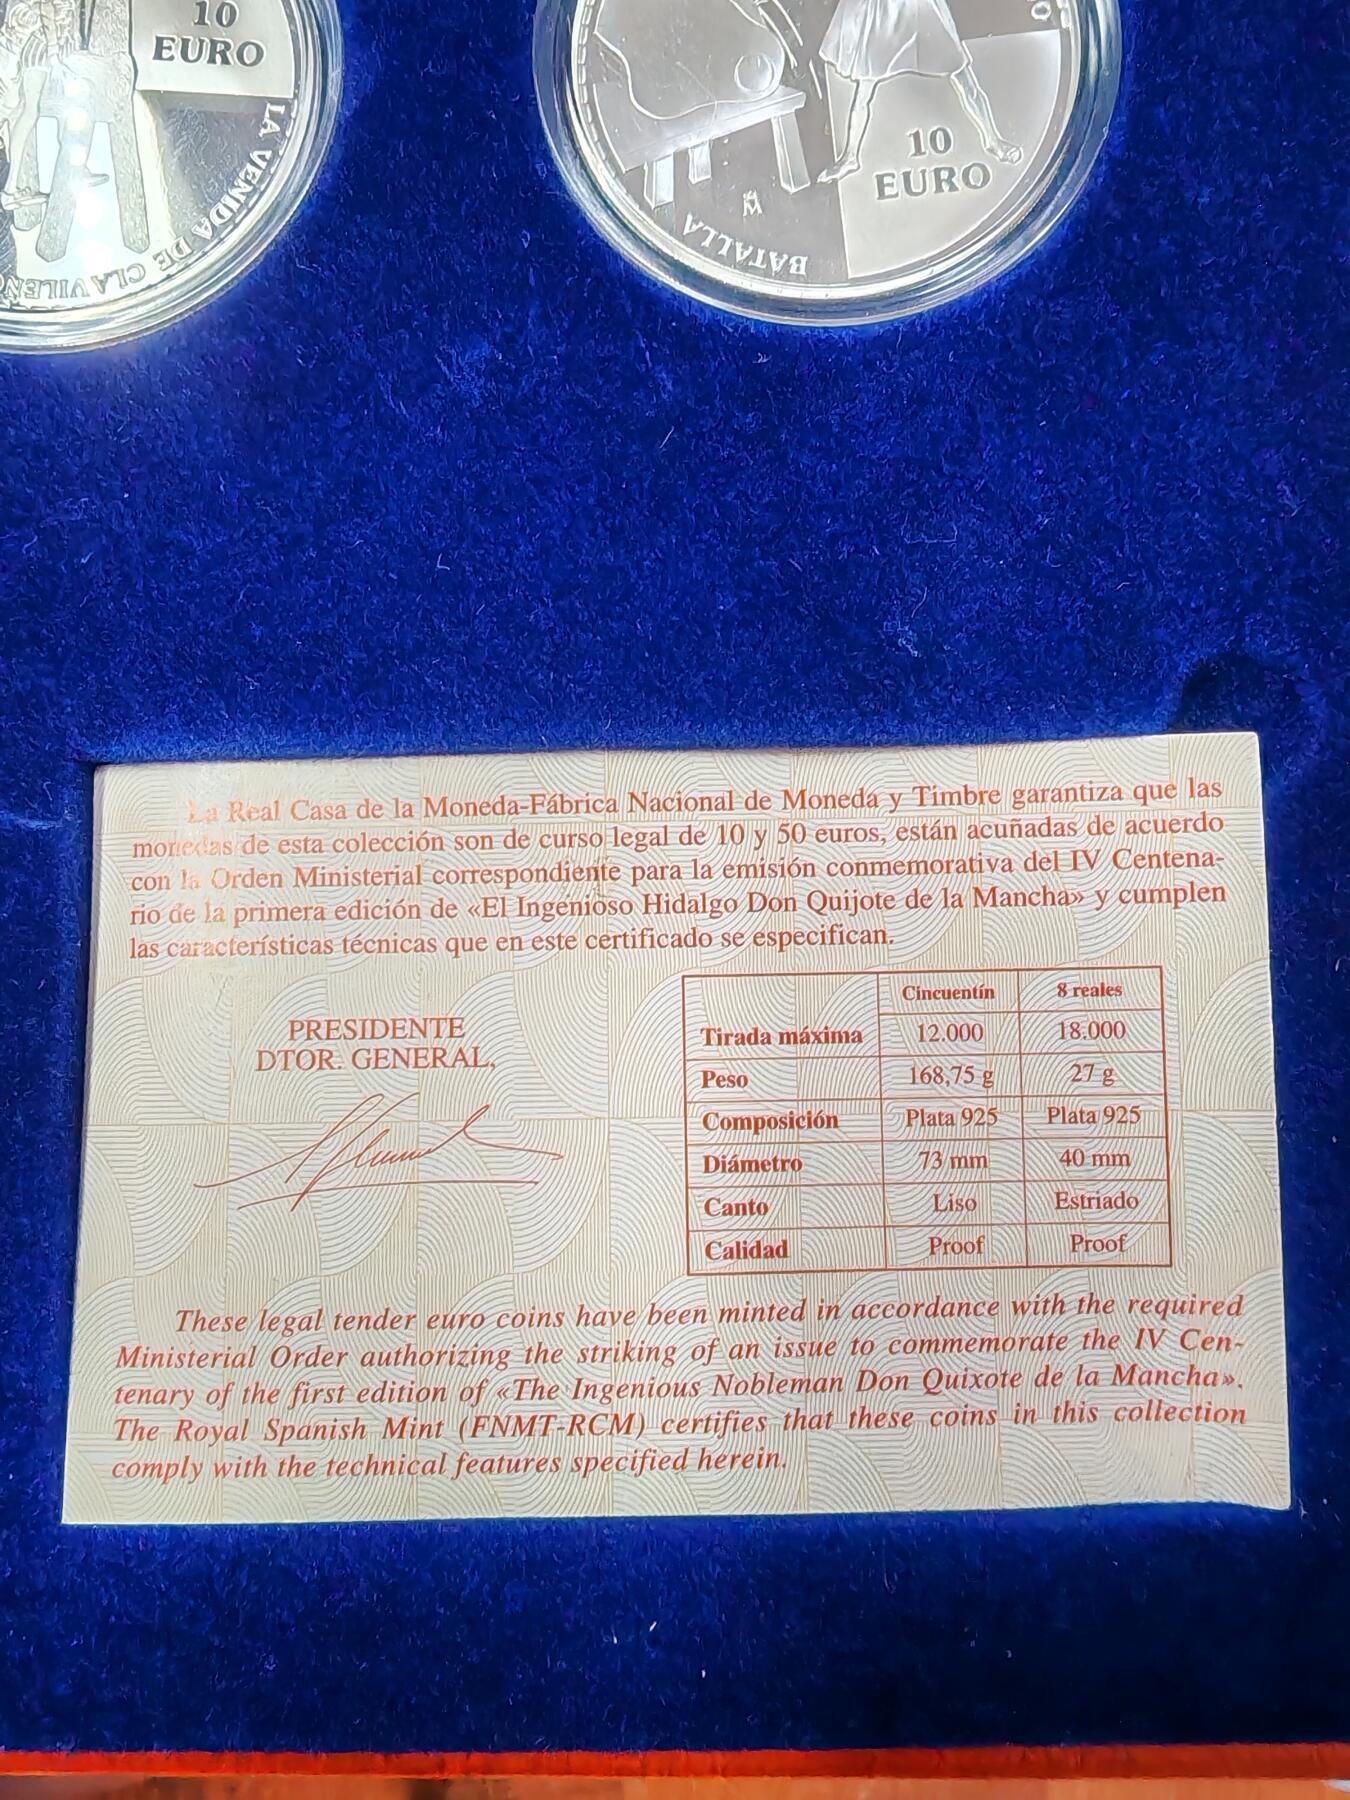 10
EURO
LA VENIDA DE CLAVILEÑO
10
EURO
BATALLA
La Real Casa de la Moneda-Fábrica Nacional de Moneda y Timbre garantiza que las
monedas de esta colección son de curso legal de 10 y 50 euros, están acuñadas de acuerdo
con la Orden Ministerial correspondiente para la emisión conmemorativa del IV Centena-
rio de la primera edición de «El Ingenioso Hidalgo Don Quijote de la Mancha» y cumplen
las características técnicas que en este certificado se especifican.
PRESIDENTE
DTOR. GENERAL,
Cincuentín 8 reales
Tirada máxima 12.000 18.000
Peso 168,75 g 27 g
Composición Plata 925 Plata 925
Diámetro 73 mm 40 mm
Canto Liso Estriado
Calidad Proof Proof
These legal tender euro coins have been minted in accordance with the required
Ministerial Order authorizing the striking of an issue to commemorate the IV Cen-
tenary of the first edition of «The Ingenious Nobleman Don Quixote de la Mancha».
The Royal Spanish Mint (FNMT-RCM) certifies that these coins in this collection
comply with the technical features specified herein.